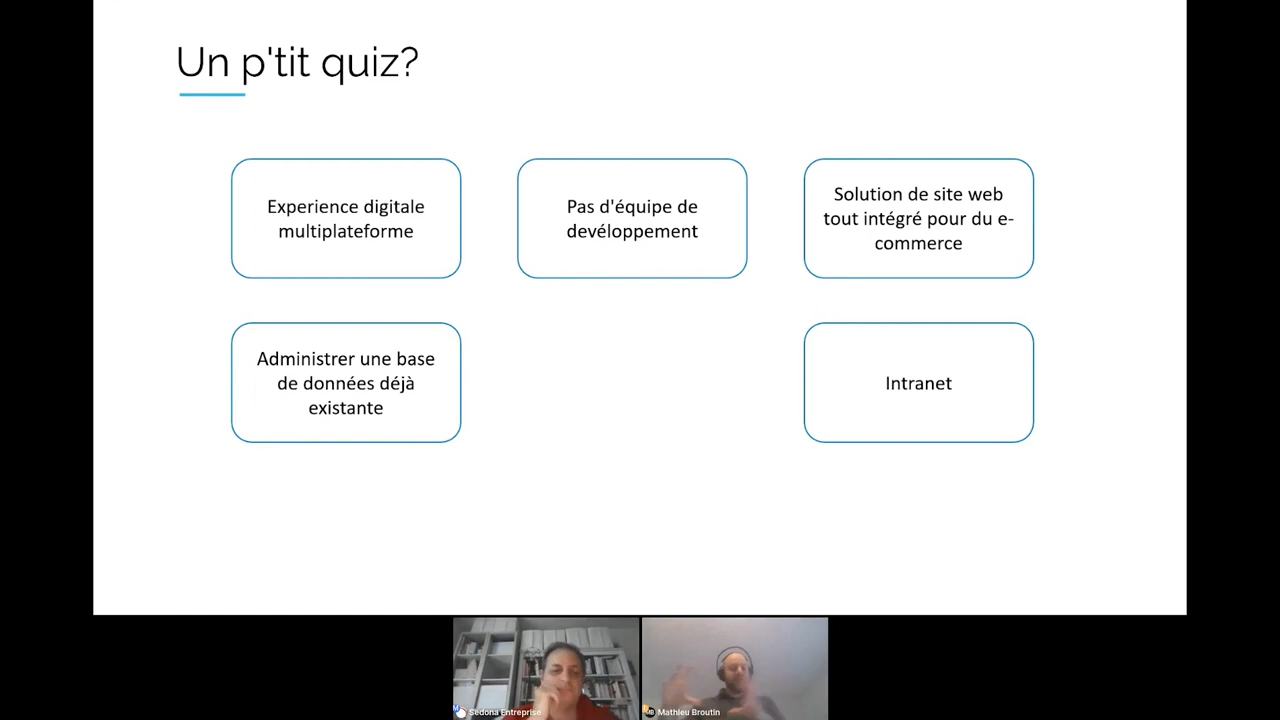 Un p'tit quiz?
Experience digitale
multiplateforme
Pas d'équipe de
devéloppement
Solution de site web
tout intégré pour du e-
commerce
Administrer une base
de données déjà
existante
Intranet
Sedona Entreprise
Mathieu Broutin